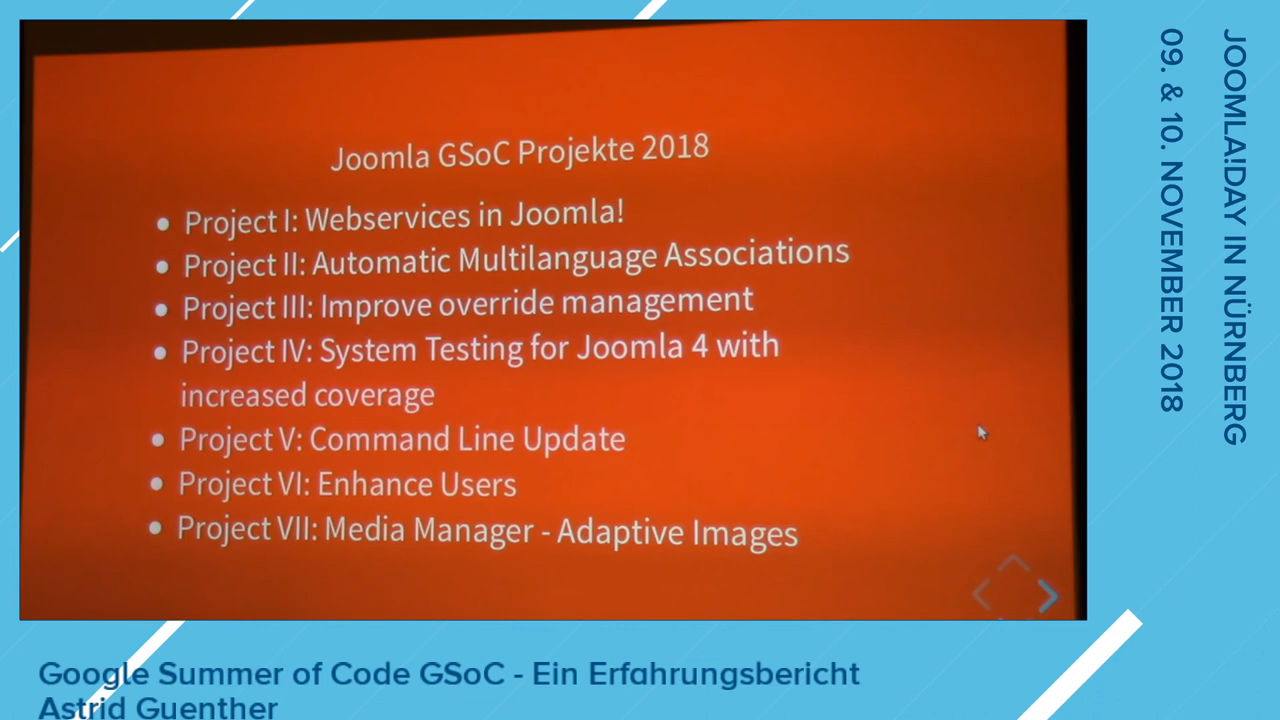 Joomla GSoC Projekte 2018
• Project I: Webservices in Joomla!
• Project II: Automatic Multilanguage Associations
• Project III: Improve override management
• Project IV: System Testing for Joomla 4 with
increased coverage
• Project V: Command Line Update
• Project VI: Enhance Users
• Project VII: Media Manager - Adaptive Images
JOOMLA!DAY IN NÜRNBERG
09. & 10. NOVEMBER 2018
Google Summer of Code GSoC - Ein Erfahrungsbericht
Astrid Guenther